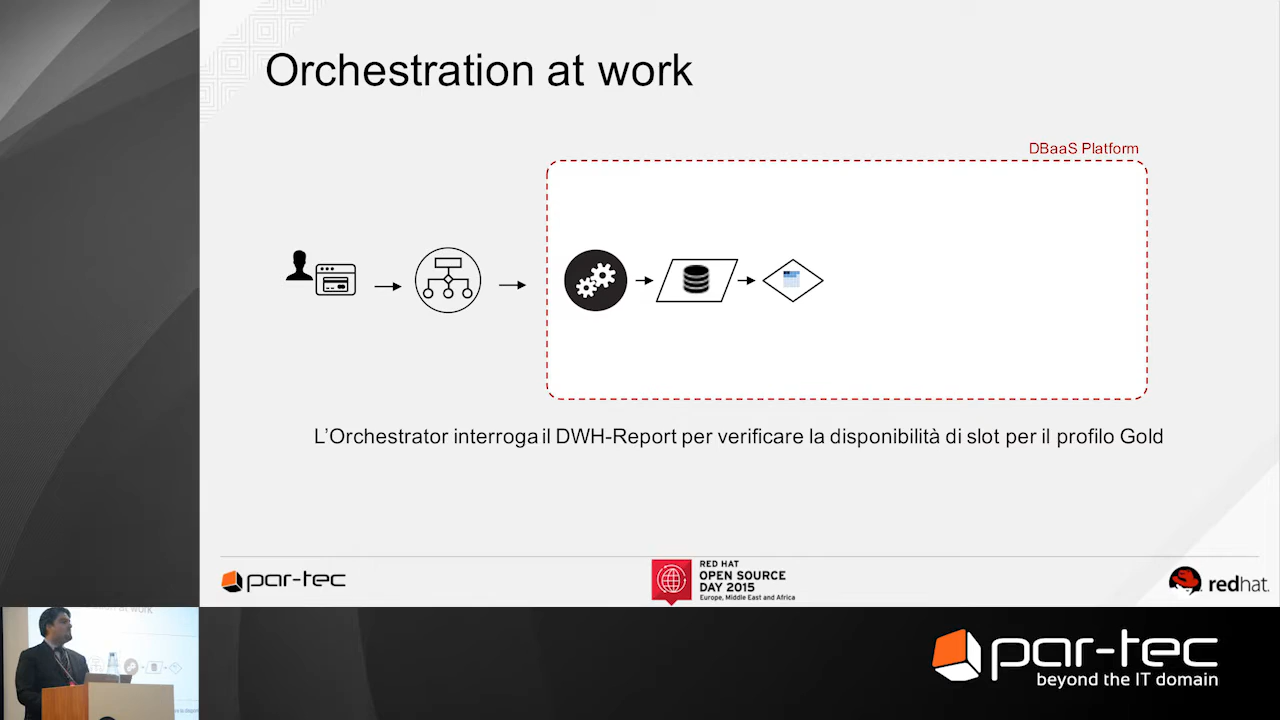 Orchestration at work
DBaaS Platform
L’Orchestrator interroga il DWH-Report per verificare la disponibilità di slot per il profilo Gold
par-tec
RED HAT
OPEN SOURCE
DAY 2015
Europe, Middle East and Africa
redhat.
par-tec
beyond the IT domain